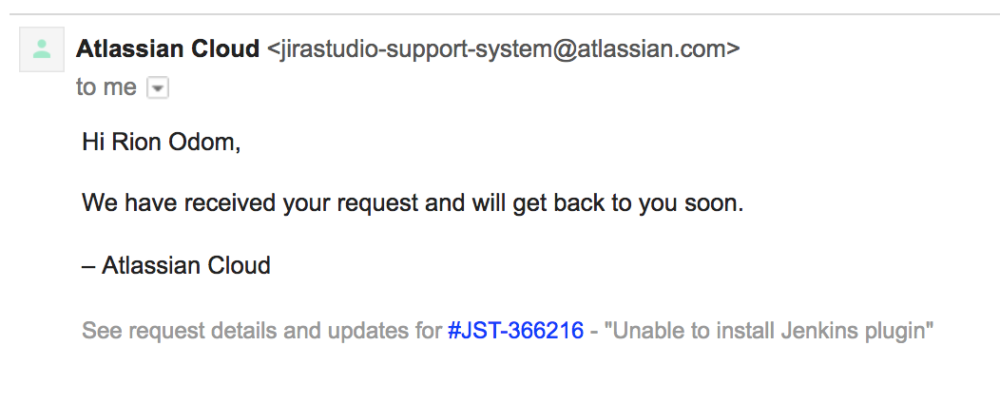 Atlassian Cloud <jirastudio-support-system@atlassian.com>
to me
Hi Rion Odom,
We have received your request and will get back to you soon.
– Atlassian Cloud
See request details and updates for #JST-366216 - "Unable to install Jenkins plugin"